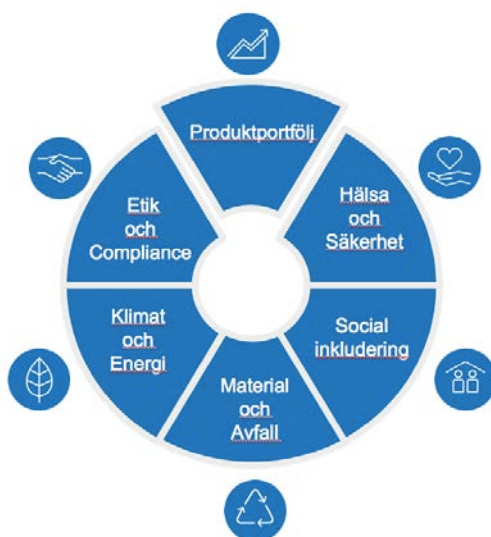 Produktportfölj
Hälsa
och
Säkerhet
Social
inkludering
Material
och
Avfall
Klimat
och
Energi
Etik
och
Compliance